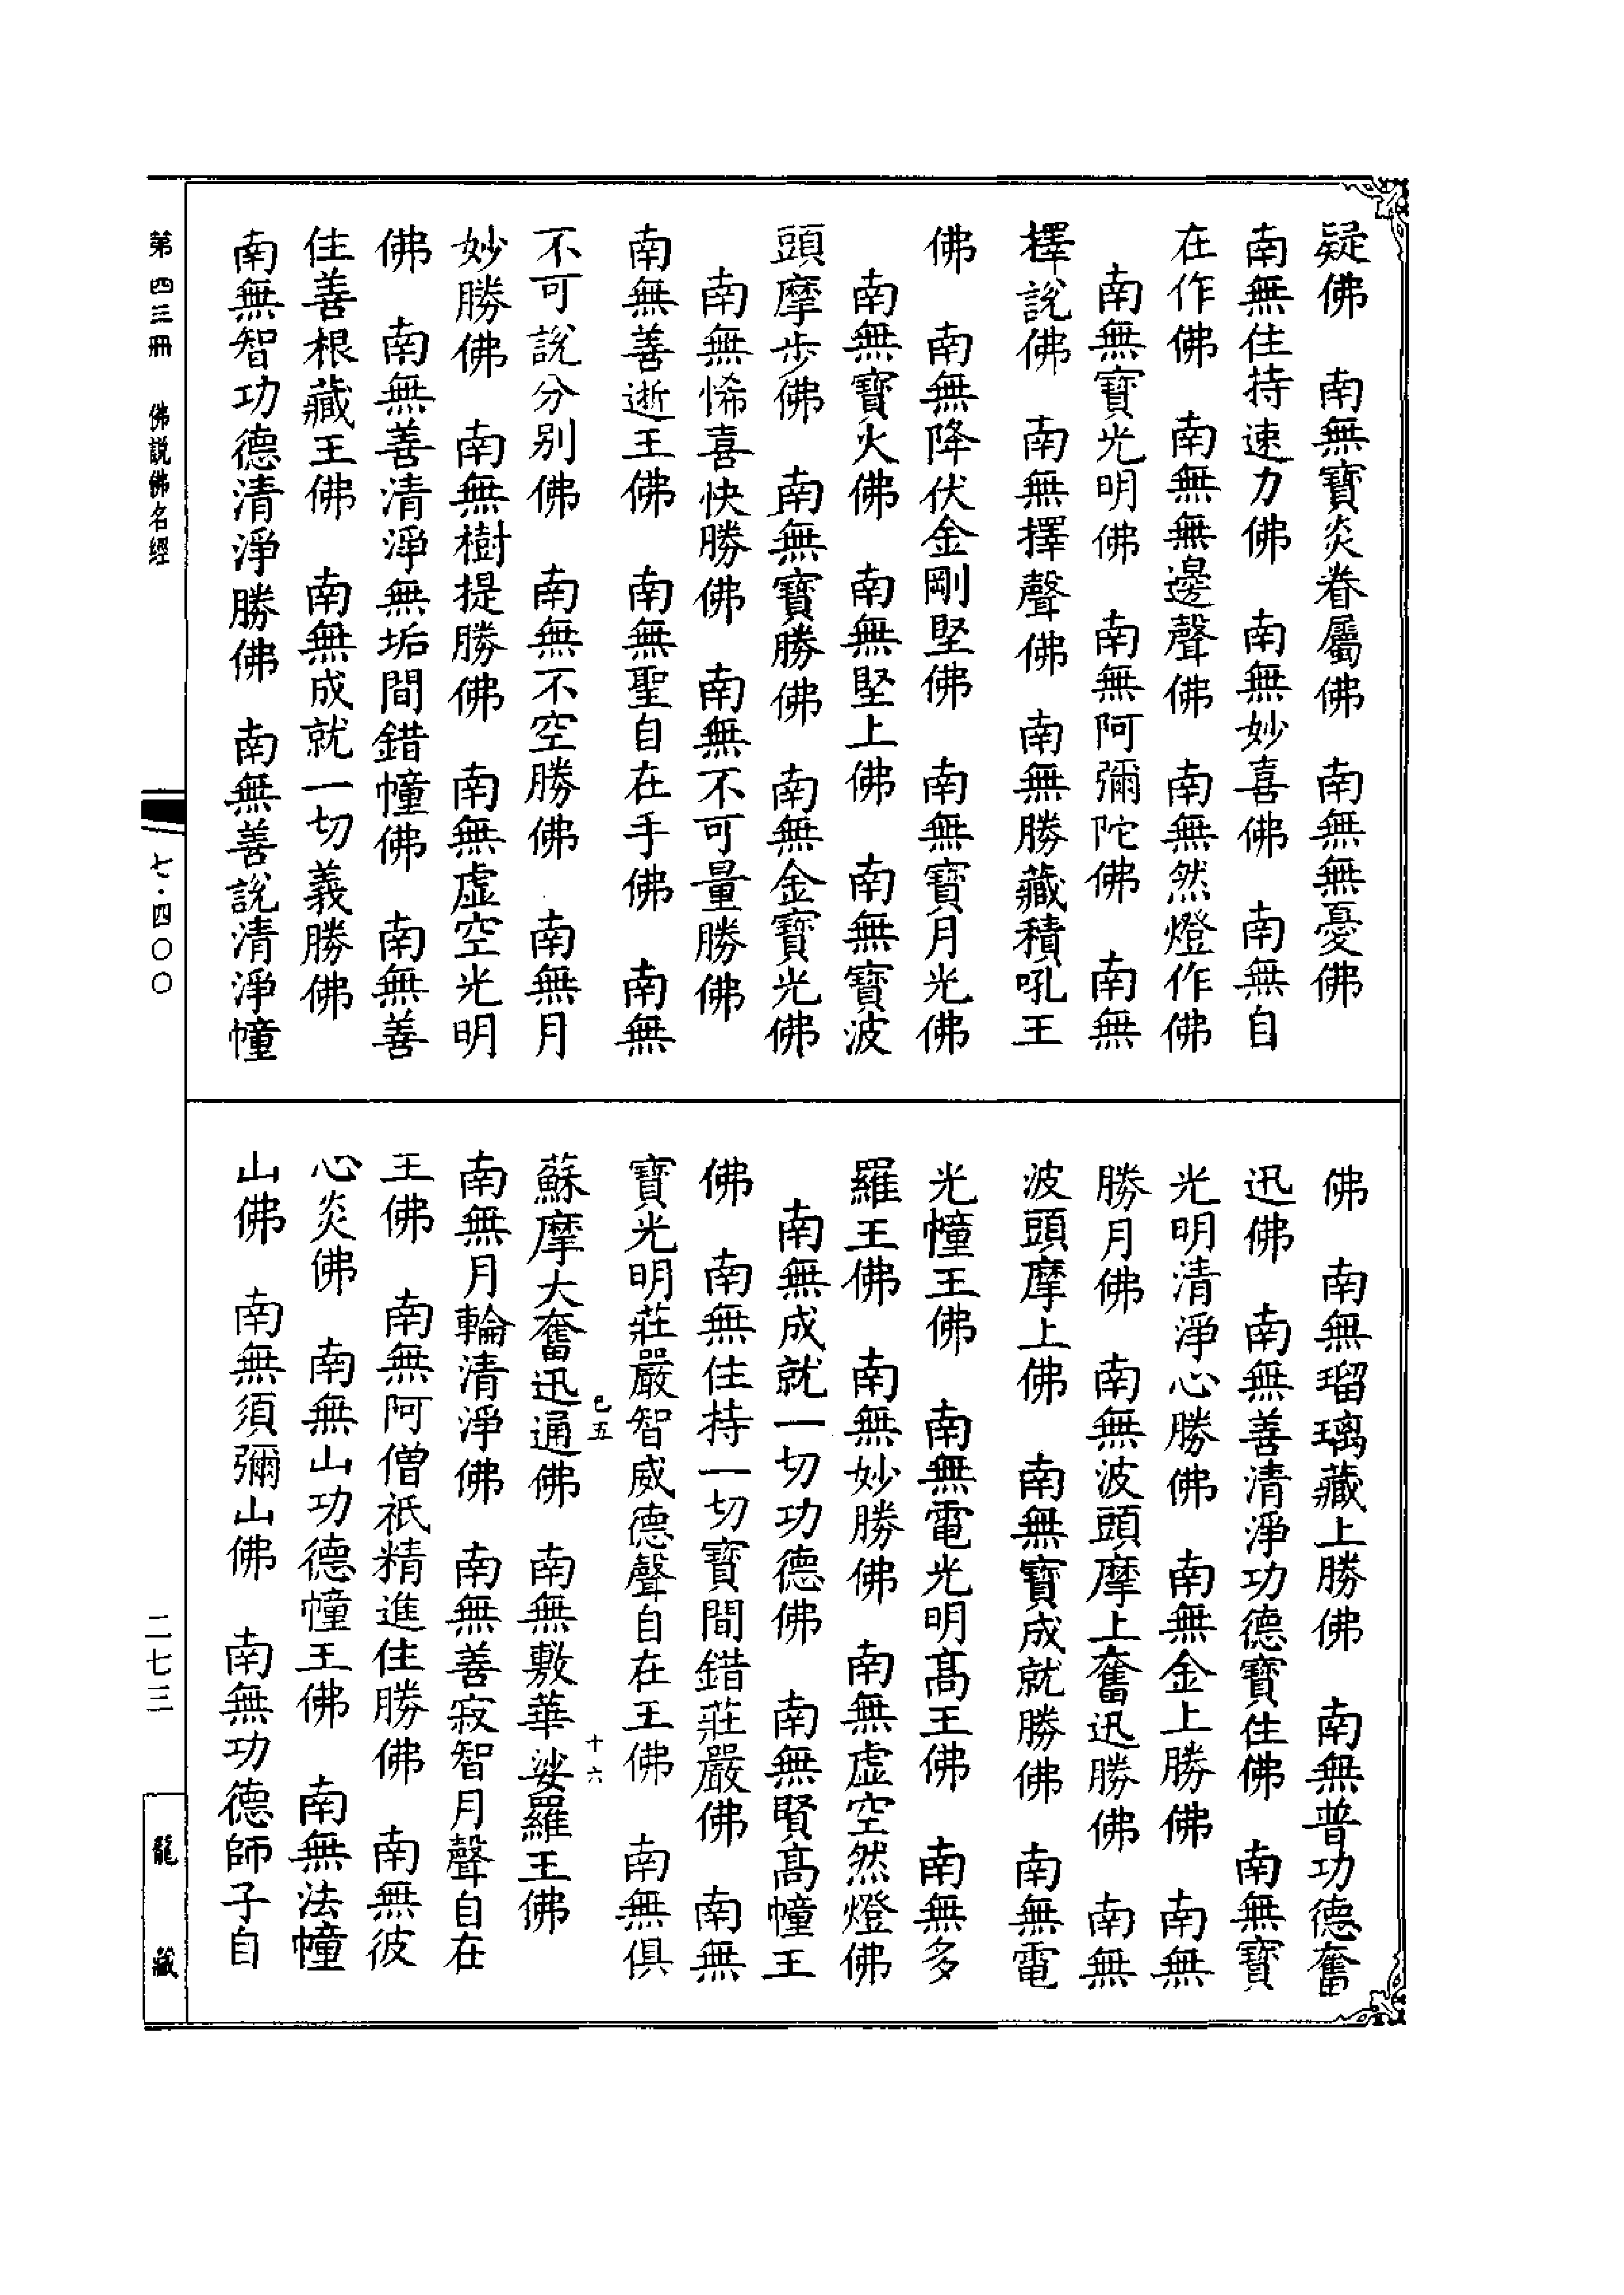 疑佛　南無寶炎眷屬佛　南無無憂佛
南無住持速力佛　南無妙喜佛　南無自
在作佛　南無無邊聲佛　南無然燈作佛
南無寶光明佛　南無阿彌陀佛　南無
擇說佛　南無擇聲佛　南無勝藏積吼王
佛　南無降伏金剛堅佛　南無寶月光佛
南無寶火佛　南無堅上佛　南無寶波
頭摩步佛　南無寶勝佛　南無金寶光佛
南無悕喜快勝佛　南無不可量勝佛
南無善逝王佛　南無聖自在手佛　南無
不可說分別佛　南無不空勝佛　南無月
妙勝佛　南無樹提勝佛　南無虛空光明
佛　南無善清淨無垢間錯幢佛　南無善
住善根藏王佛　南無成就一切義勝佛
南無智功德清淨勝佛　南無善說清淨幢
佛　南無瑠璃藏上勝佛　南無普功德奮
迅佛　南無善清淨功德寶住佛　南無寶
光明清淨心勝佛　南無金上勝佛　南無
勝月佛　南無波頭摩上奮迅勝佛　南無
波頭摩上佛　南無寶成就勝佛　南無電
光幢王佛　南無電光明高王佛　南無多
羅王佛　南無妙勝佛　南無虛空然燈佛
南無成就一切功德佛　南無賢高幢王
佛　南無住持一切寶間錯莊嚴佛　南無
寶光明莊嚴智威德聲自在王佛　南無俱
己五　十六
蘇摩大奮迅通佛　南無敷華娑羅王佛
南無月輪清淨佛　南無善寂智月聲自在
王佛　南無阿僧祇精進住勝佛　南無彼
心炎佛　南無山功德幢王佛　南無法幢
山佛　南無須彌山佛　南無功德師子自
第四三冊　佛說佛名經
七·四〇〇
二七三
龍藏